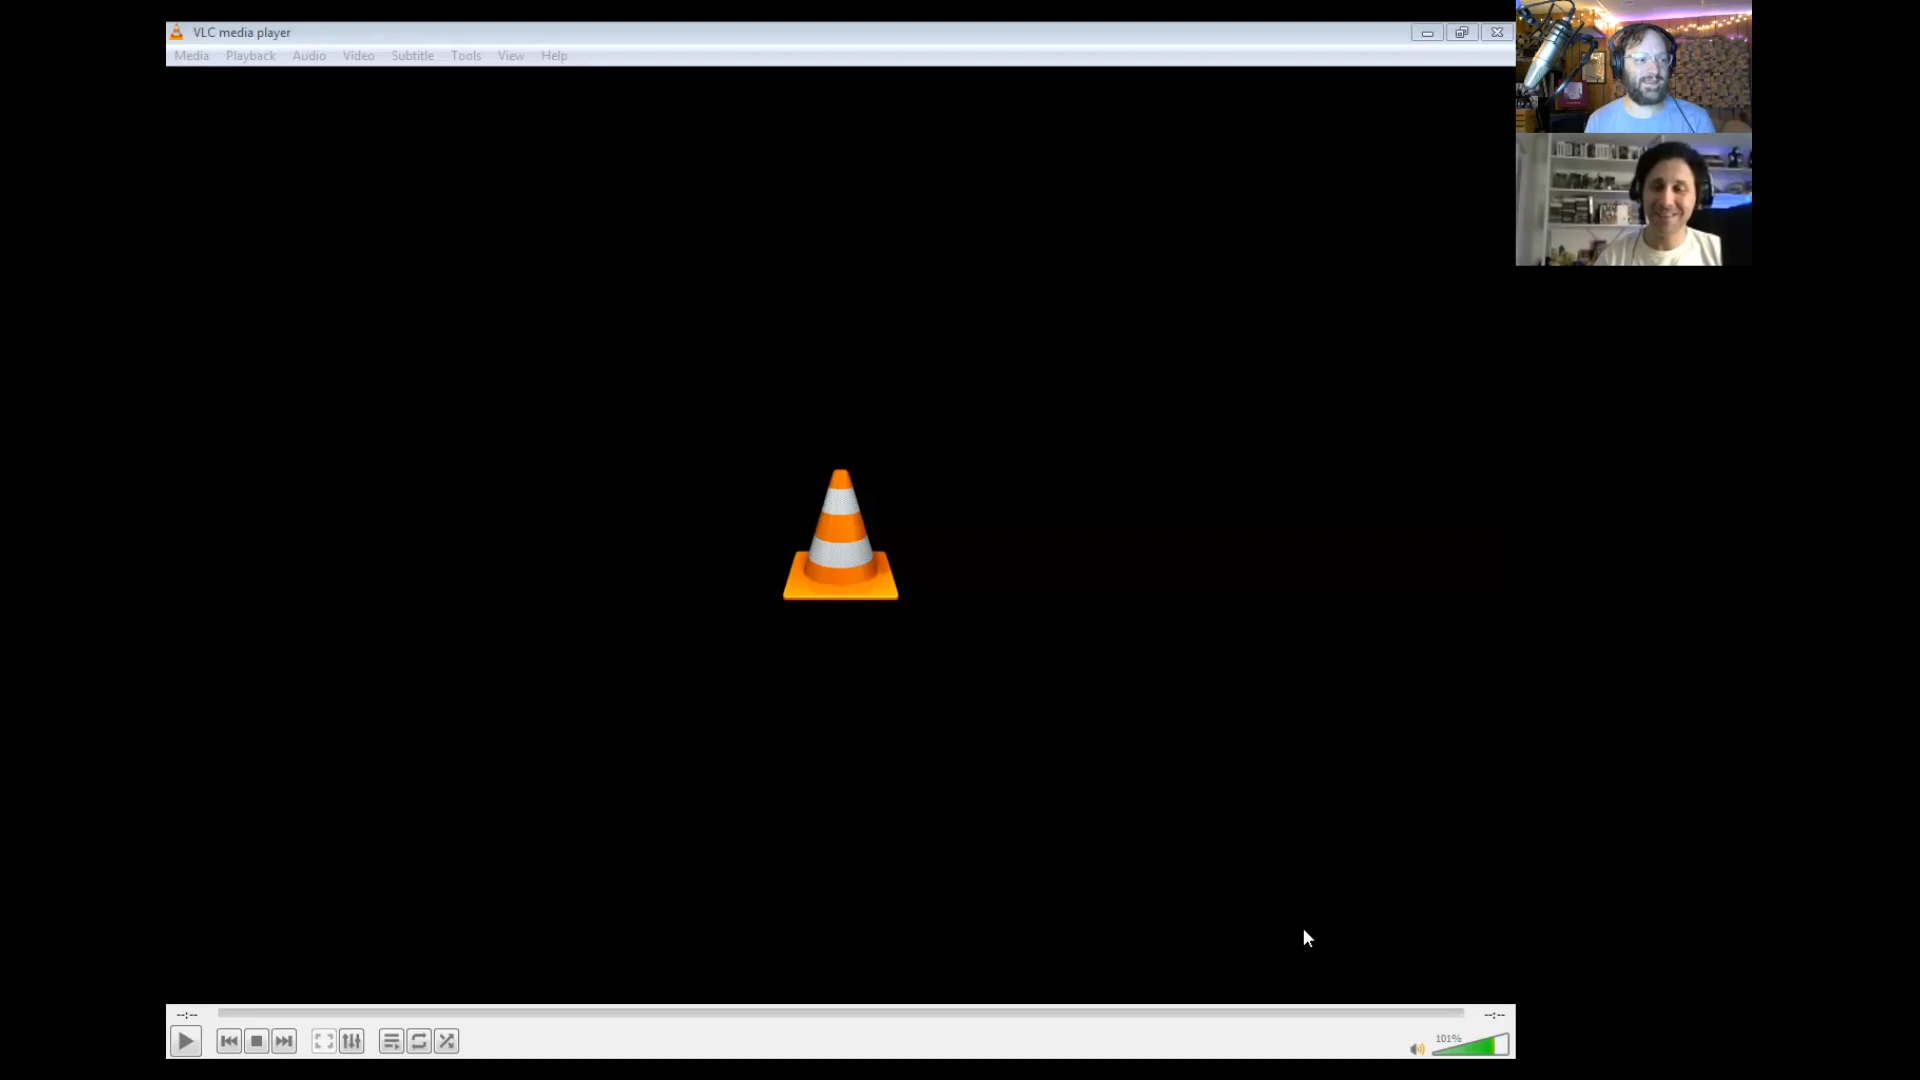 VLC media player
Media Playback Audio Video Subtitle Tools View Help
--:-- --:--
101%